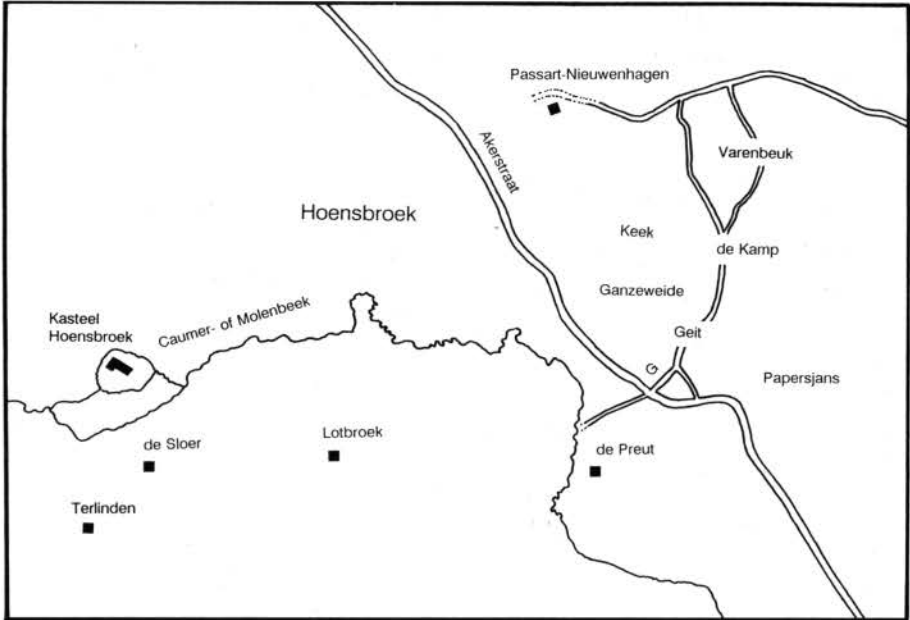 Passart-Nieuwenhagen
Akerstraat
Varenbeuk
Hoensbroek
Keek
de Kamp
Ganzeweide
Kasteel
Hoensbroek
Caumer- of Molenbeek
Geit
G
Papersjans
de Sloer
Lotbroek
de Preut
Terlinden